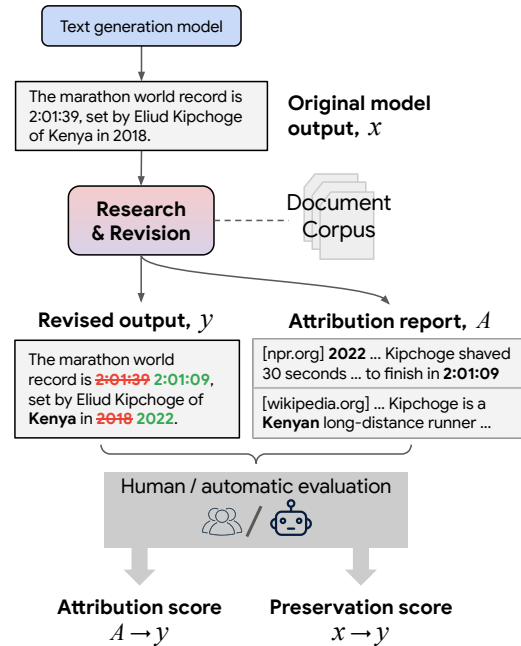 Text generation model
The marathon world record is
2:01:39, set by Eliud Kipchoge
of Kenya in 2018.
Original model
output, x
Research
& Revision
Document
Corpus
Revised output, y
Attribution report, A
The marathon world
record is 2:01:39 2:01:09,
set by Eliud Kipchoge of
Kenya in 2018 2022.
[npr.org] 2022 ... Kipchoge shaved
30 seconds ... to finish in 2:01:09
[wikipedia.org] ... Kipchoge is a
Kenyan long-distance runner ...
Human / automatic evaluation
/
Attribution score
A → y
Preservation score
x → y